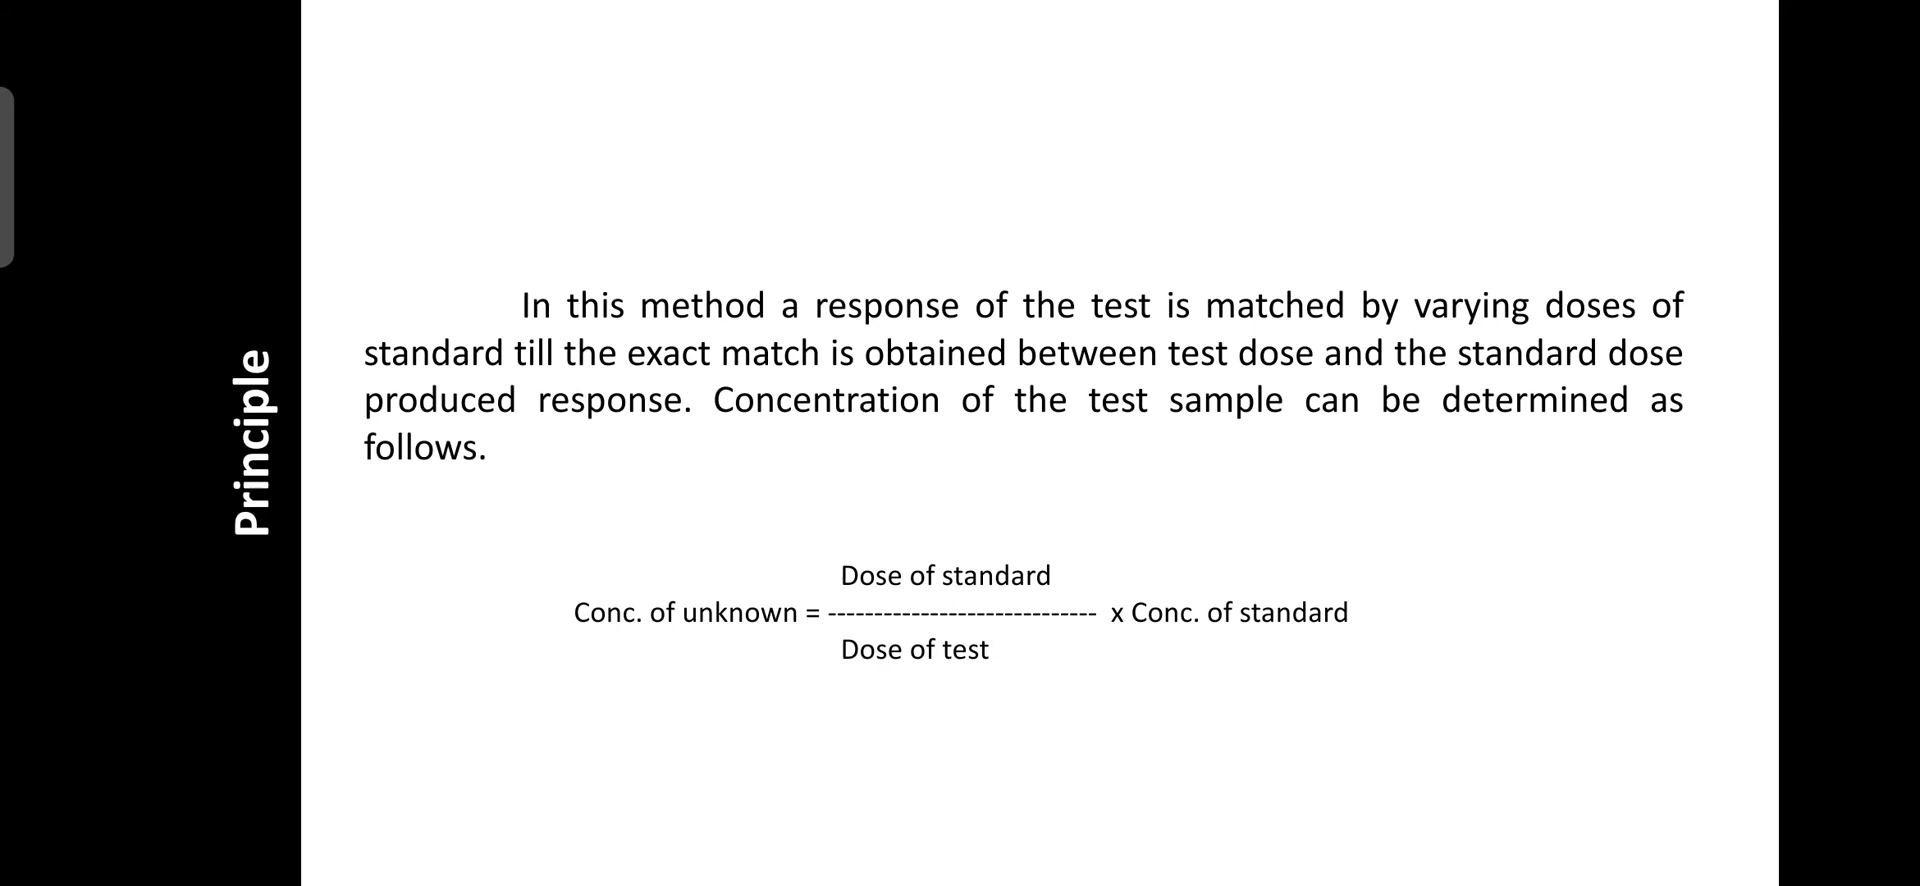 Principle
In this method a response of the test is matched by varying doses of
standard till the exact match is obtained between test dose and the standard dose
produced response. Concentration of the test sample can be determined as
follows.
Dose of standard
Conc. of unknown = ----------------------------- x Conc. of standard
Dose of test